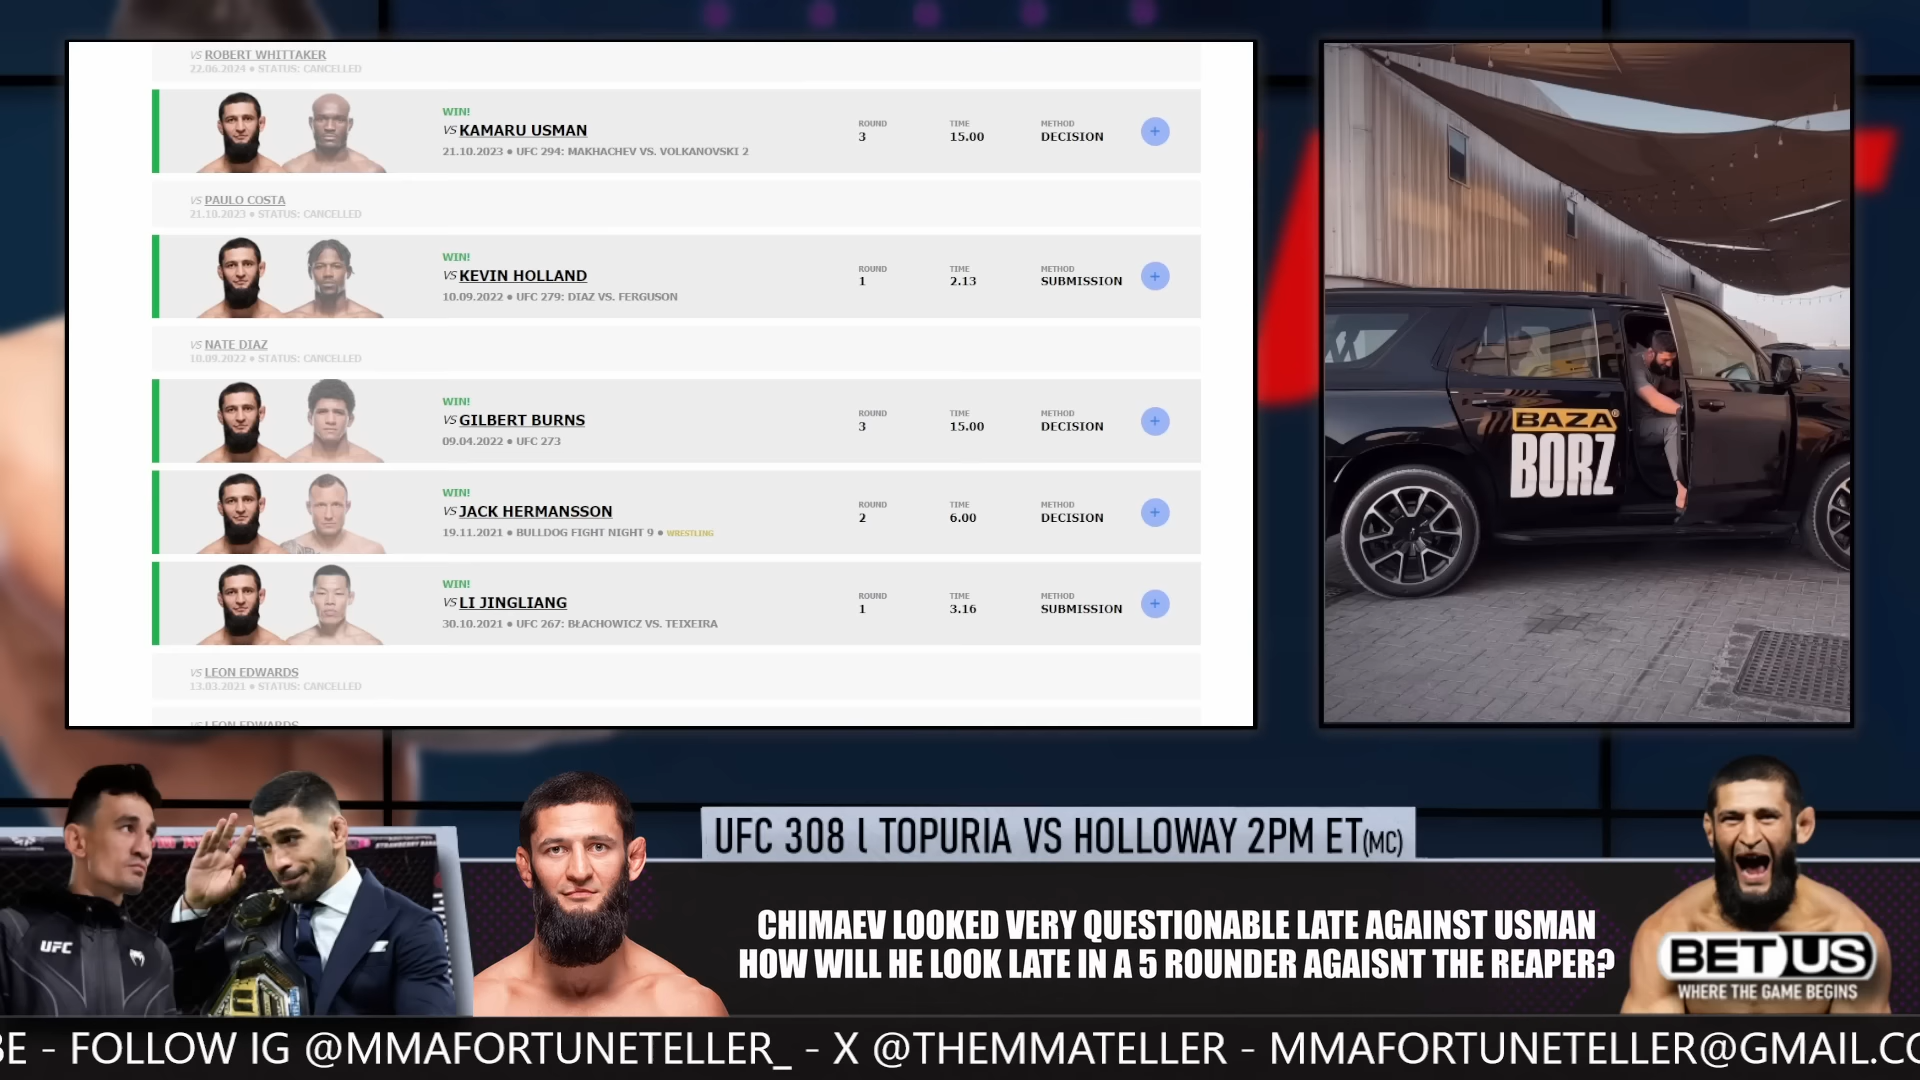 VS ROBERT WHITTAKER
22.06.2024 ● STATUS: CANCELLED
WIN!
VS KAMARU USMAN
21.10.2023 ● UFC 294: MAKHACHEV VS. VOLKANOVSKI 2
ROUND
3
TIME
15.00
METHOD
DECISION
+
VS PAULO COSTA
21.10.2023 ● STATUS: CANCELLED
WIN!
VS KEVIN HOLLAND
10.09.2022 ● UFC 279: DIAZ VS. FERGUSON
ROUND
1
TIME
2.13
METHOD
SUBMISSION
+
VS NATE DIAZ
10.09.2022 ● STATUS: CANCELLED
WIN!
VS GILBERT BURNS
09.04.2022 ● UFC 273
ROUND
3
TIME
15.00
METHOD
DECISION
+
WIN!
VS JACK HERMANSSON
19.11.2021 ● BULLDOG FIGHT NIGHT 9 ● WRESTLING
ROUND
2
TIME
6.00
METHOD
DECISION
+
WIN!
VS LI JINGLIANG
30.10.2021 ● UFC 267: BŁACHOWICZ VS. TEIXEIRA
ROUND
1
TIME
3.16
METHOD
SUBMISSION
+
VS LEON EDWARDS
13.03.2021 ● STATUS: CANCELLED
VS LEON EDWARDS
BAZA®
BORZ
UFC 308 l TOPURIA VS HOLLOWAY 2PM ET(MC)
CHIMAEV LOOKED VERY QUESTIONABLE LATE AGAINST USMAN
HOW WILL HE LOOK LATE IN A 5 ROUNDER AGAISNT THE REAPER?
UFC
BET US
WHERE THE GAME BEGINS
BE - FOLLOW IG @MMAFORTUNETELLER_ - X @THEMMATELLER - MMAFORTUNETELLER@GMAIL.CO